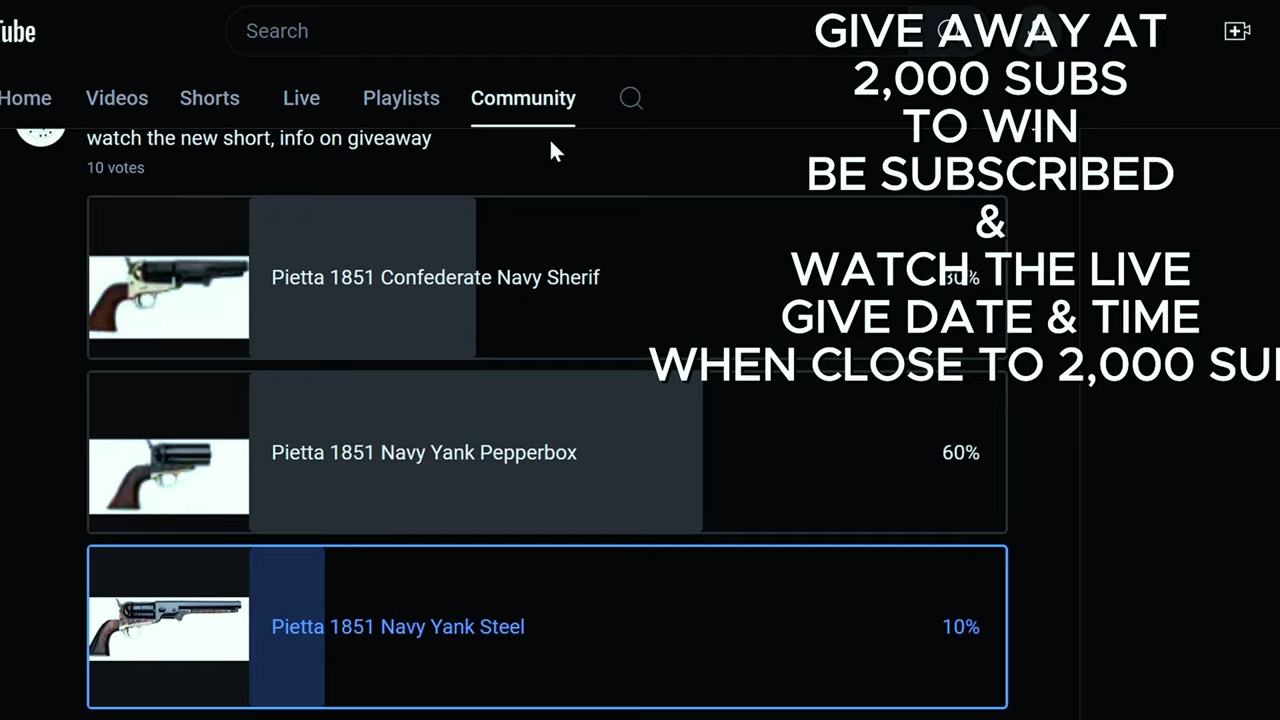 Tube
Search
Home
Videos
Shorts
Live
Playlists
Community
watch the new short, info on giveaway
10 votes
Pietta 1851 Confederate Navy Sherif
30%
Pietta 1851 Navy Yank Pepperbox
60%
Pietta 1851 Navy Yank Steel
10%
GIVE AWAY AT
2,000 SUBS
TO WIN
BE SUBSCRIBED
&
WATCH THE LIVE
GIVE DATE & TIME
WHEN CLOSE TO 2,000